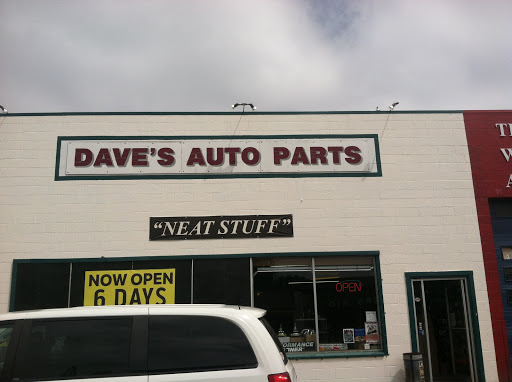 DAVE'S AUTO PARTS
"NEAT STUFF"
NOW OPEN
6 DAYS
OPEN